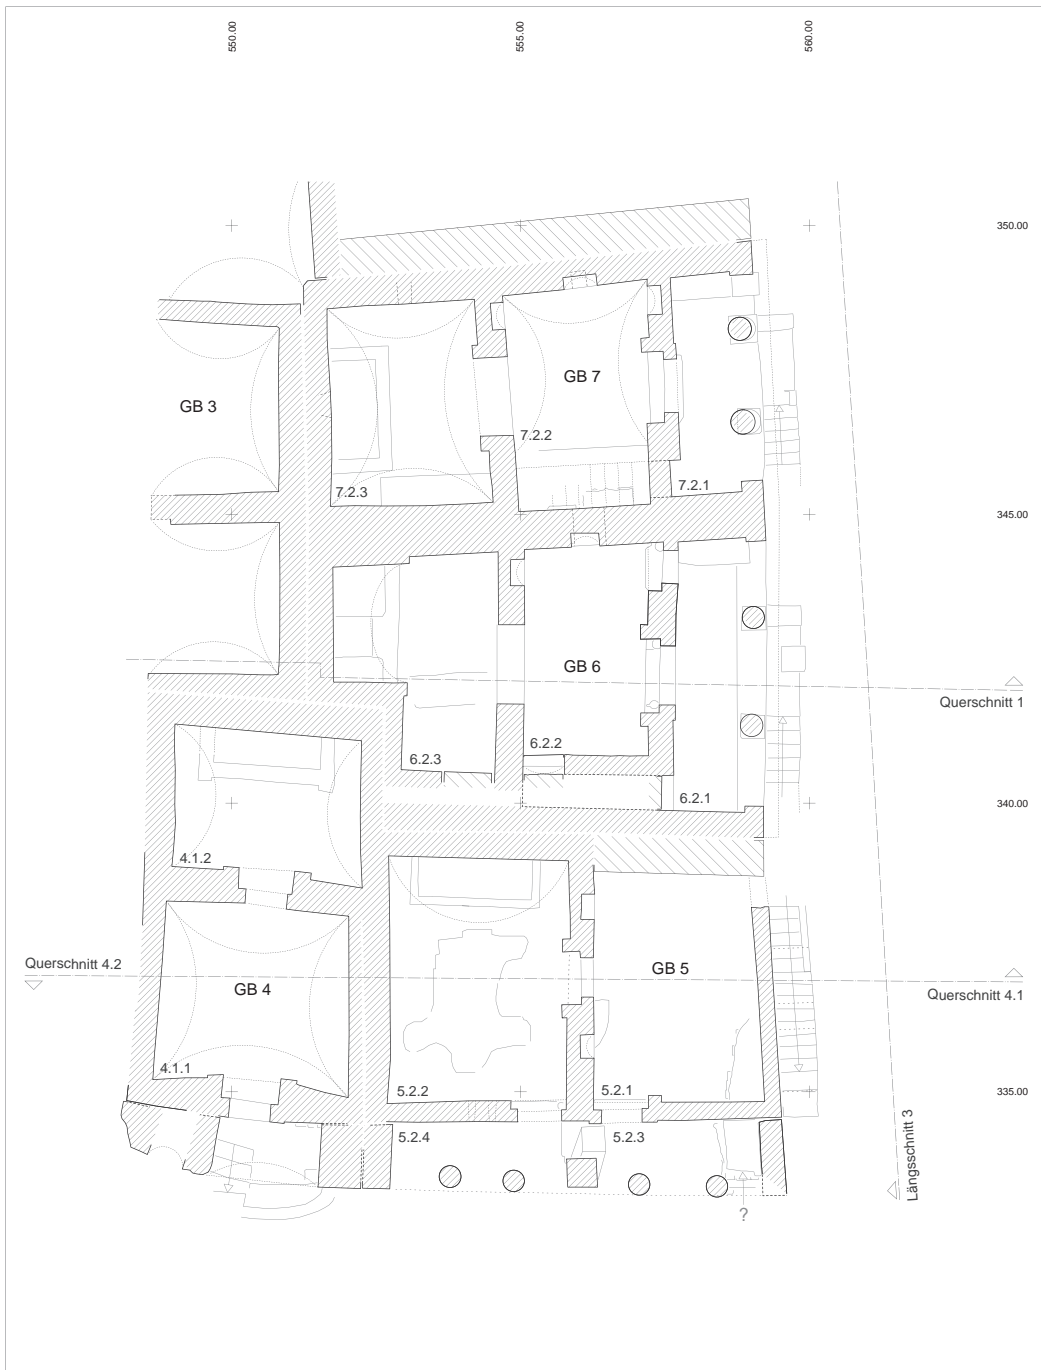 550.00
555.00
560.00
350.00
GB 7
GB 3
7.2.2
7.2.3
7.2.1
345.00
GB 6
Querschnitt 1
6.2.2
6.2.3
6.2.1
340.00
4.1.2
Querschnitt 4.2
GB 5
GB 4
Querschnitt 4.1
4.1.1
5.2.2
5.2.1
335.00
5.2.4
5.2.3
Längsschnitt 3
?